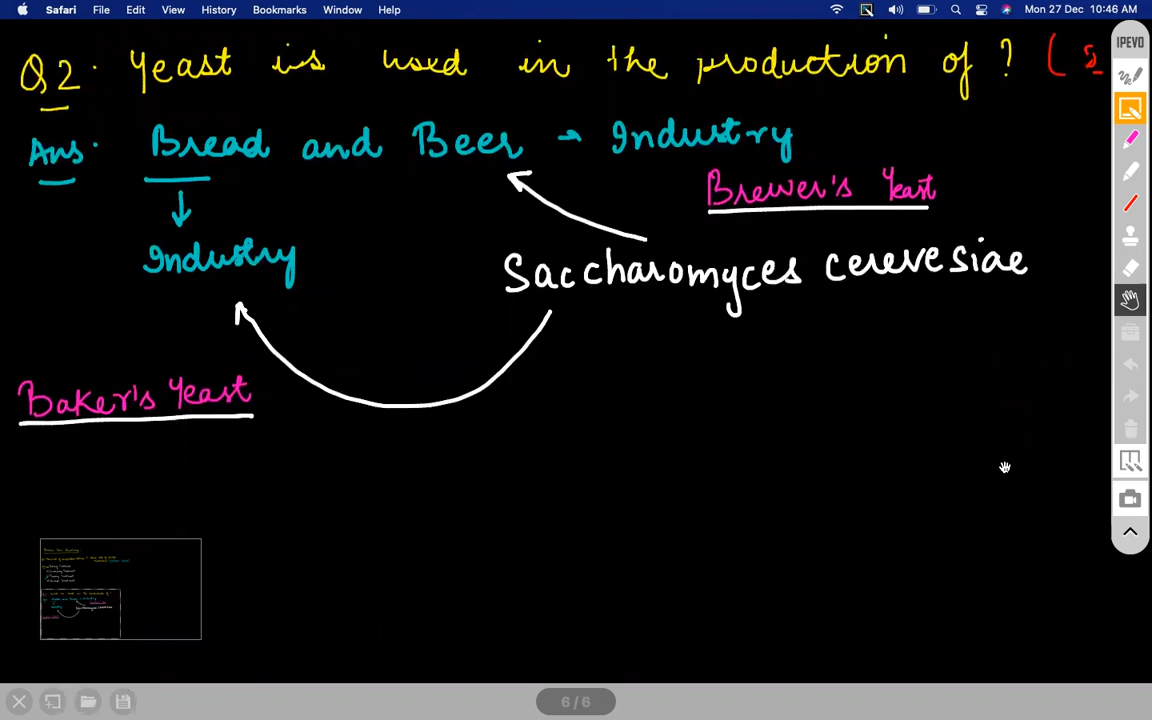 Safari File Edit View History Bookmarks Window Help Mon 27 Dec 10:46 AM
IPEVO
Q2. Yeast is used in the production of ? (
Ans. Bread and Beer - Industry
Brewer's Yeast
Industry
Saccharomyces cerevesiae
Baker's Yeast
6/6